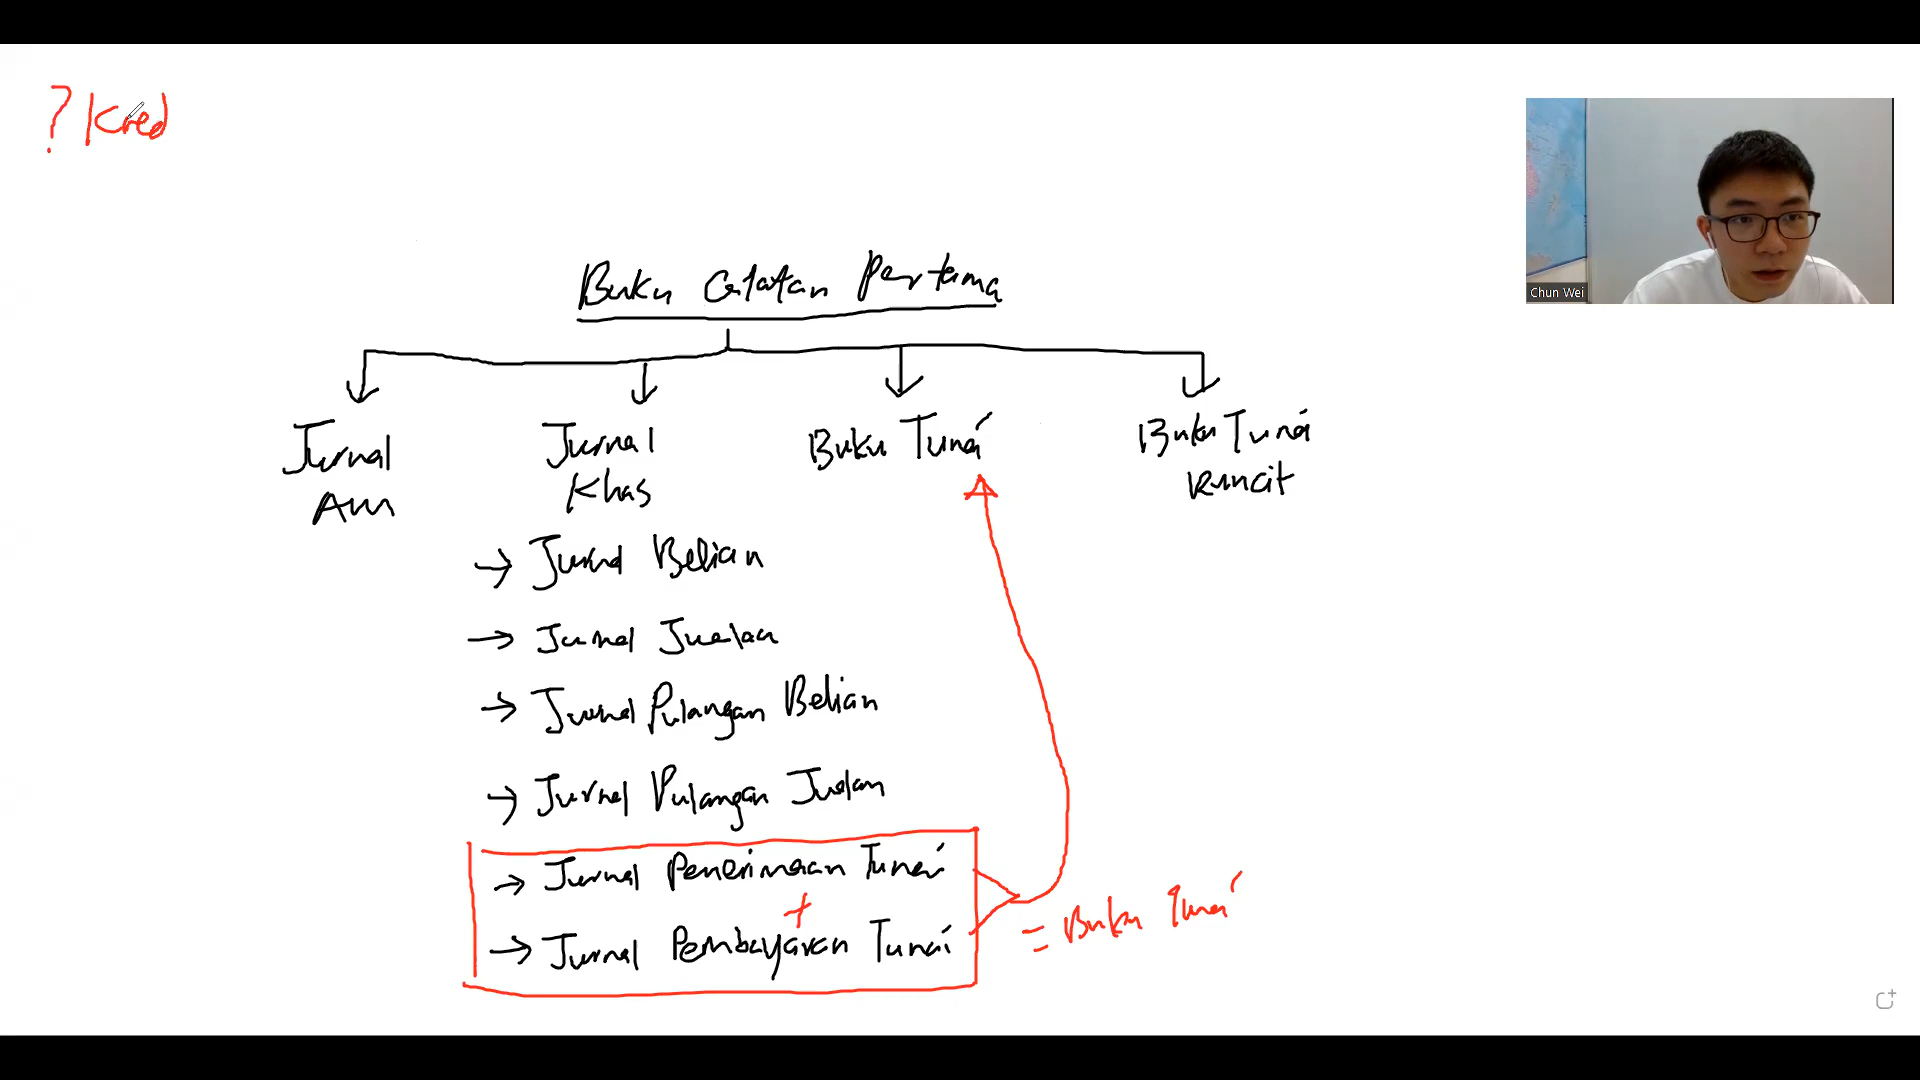 ? Kred
Chun Wei
Buku Catatan Pertama
Jurnal Am
Jurnal Khas
Buku Tunai
Buku Tunai Runcit
→ Jurnal Belian
→ Jurnal Jualan
→ Jurnal Pulangan Belian
→ Jurnal Pulangan Jualan
→ Jurnal Penerimaan Tunai
+
→ Jurnal Pembayaran Tunai
= Buku Tunai